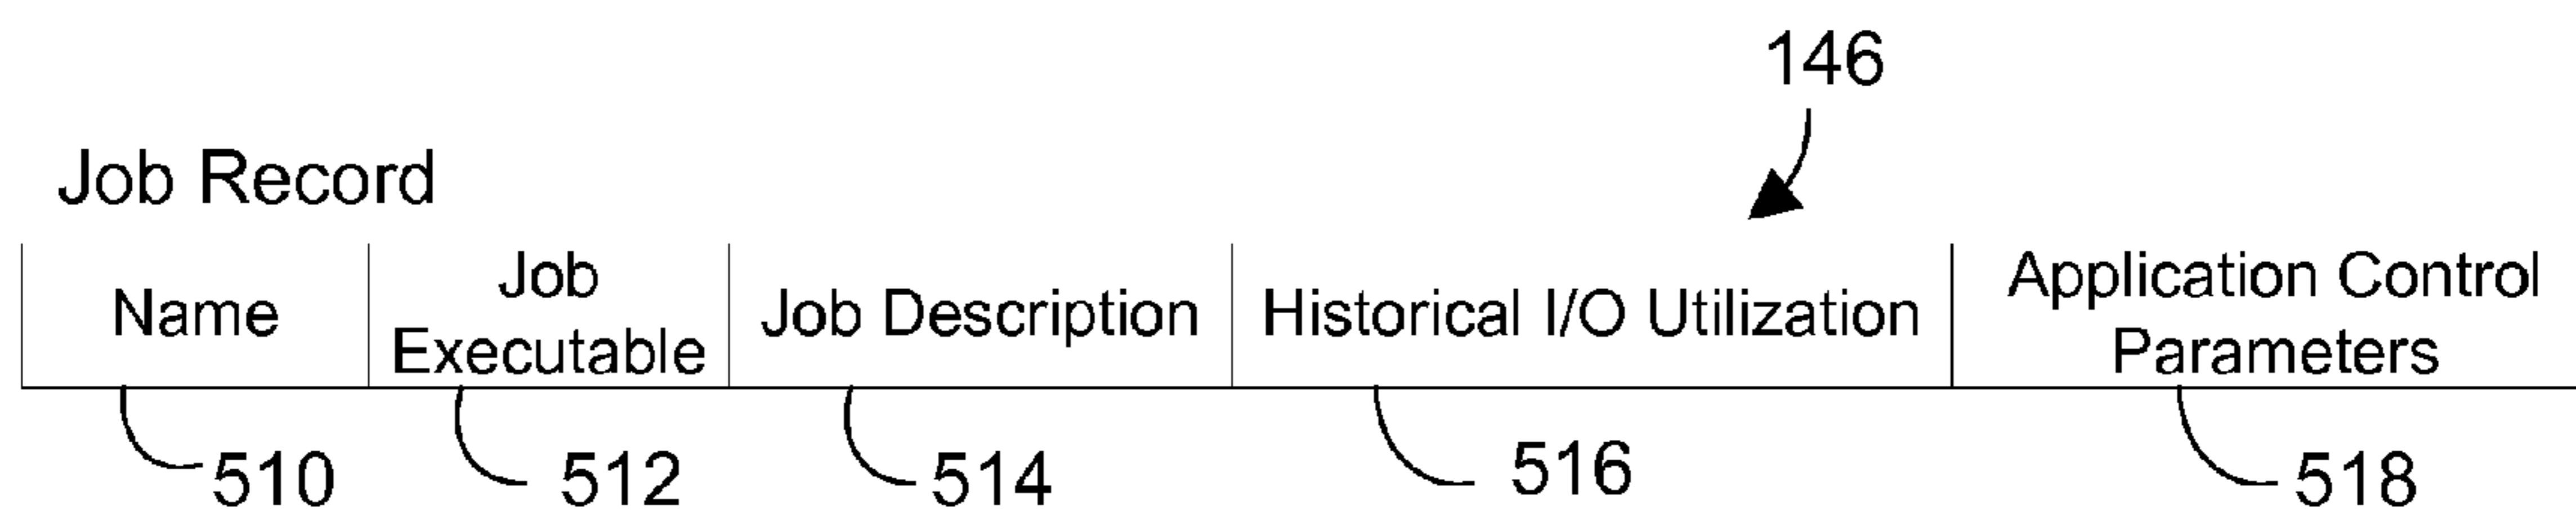 146
Job Record
Name
Job
Executable
Job Description
Historical I/O Utilization
Application Control
Parameters
510
512
514
516
518